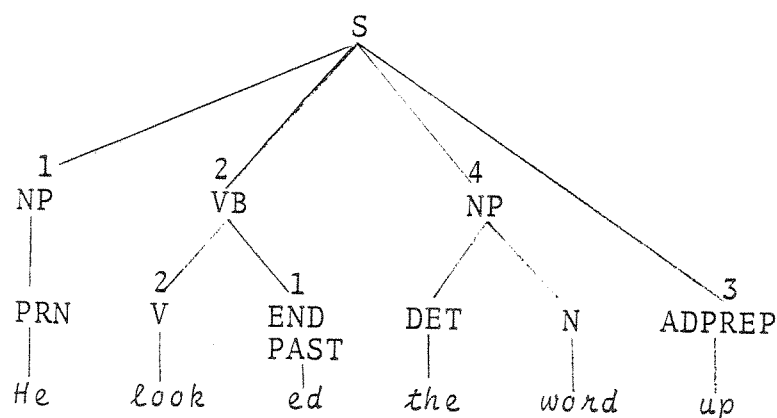 S
1 2 4
NP VB NP
2 1 3
PRN V END DET N ADPREP
PAST
He look ed the word up